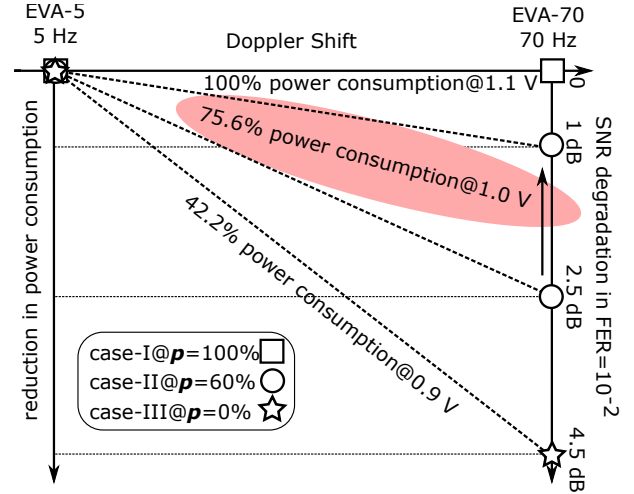 EVA-5
5 Hz
EVA-70
70 Hz
Doppler Shift
0
100% power consumption@1.1 V
75.6% power consumption@1.0 V
42.2% power consumption@0.9 V
1 dB
2.5 dB
4.5 dB
reduction in power consumption
SNR degradation in FER=10^-2
case-I@p=100%
case-II@p=60%
case-III@p=0%